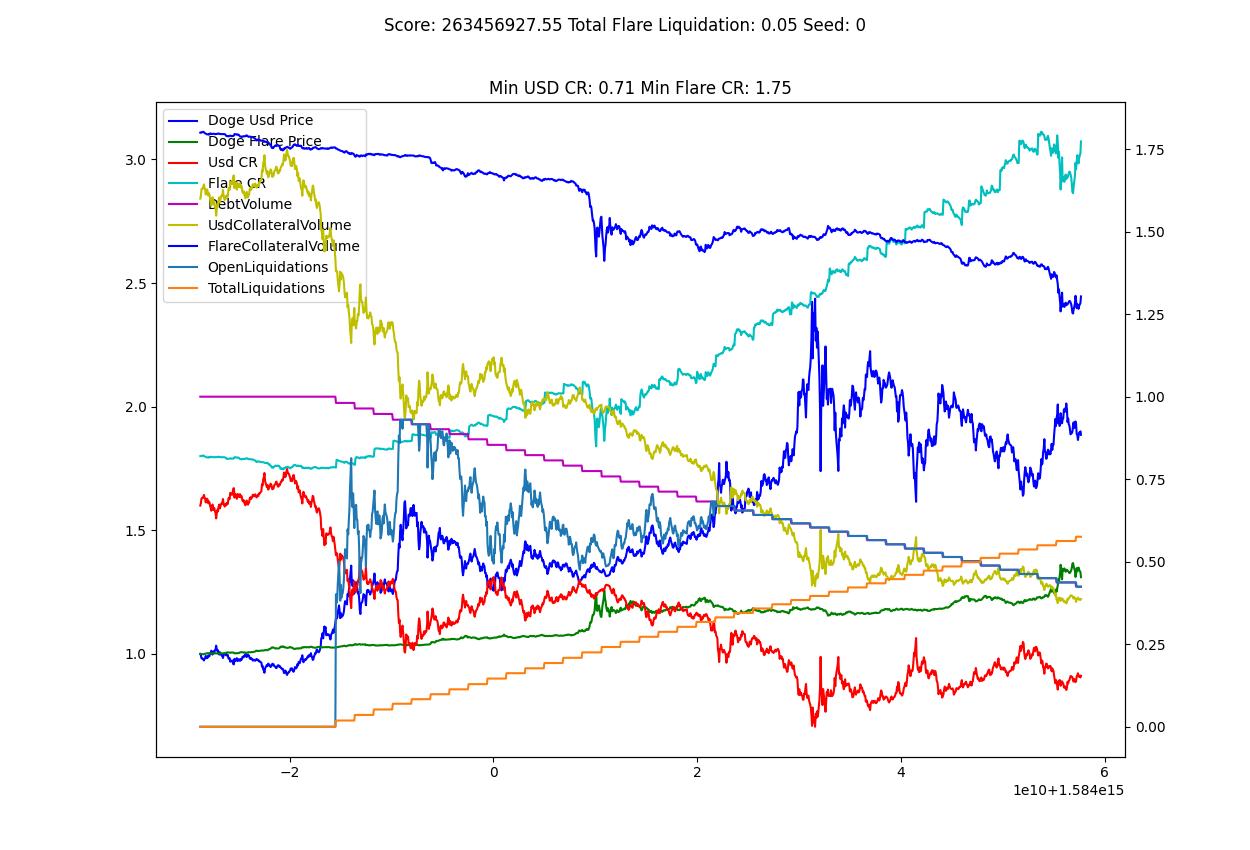 Score: 263456927.55 Total Flare Liquidation: 0.05 Seed: 0
Min USD CR: 0.71 Min Flare CR: 1.75
Doge Usd Price
Doge Flare Price
Usd CR
Flare CR
DebtVolume
UsdCollateralVolume
FlareCollateralVolume
OpenLiquidations
TotalLiquidations
3.0
2.5
2.0
1.5
1.0
1.75
1.50
1.25
1.00
0.75
0.50
0.25
0.00
−2
0
2
4
6
1e10+1.584e15